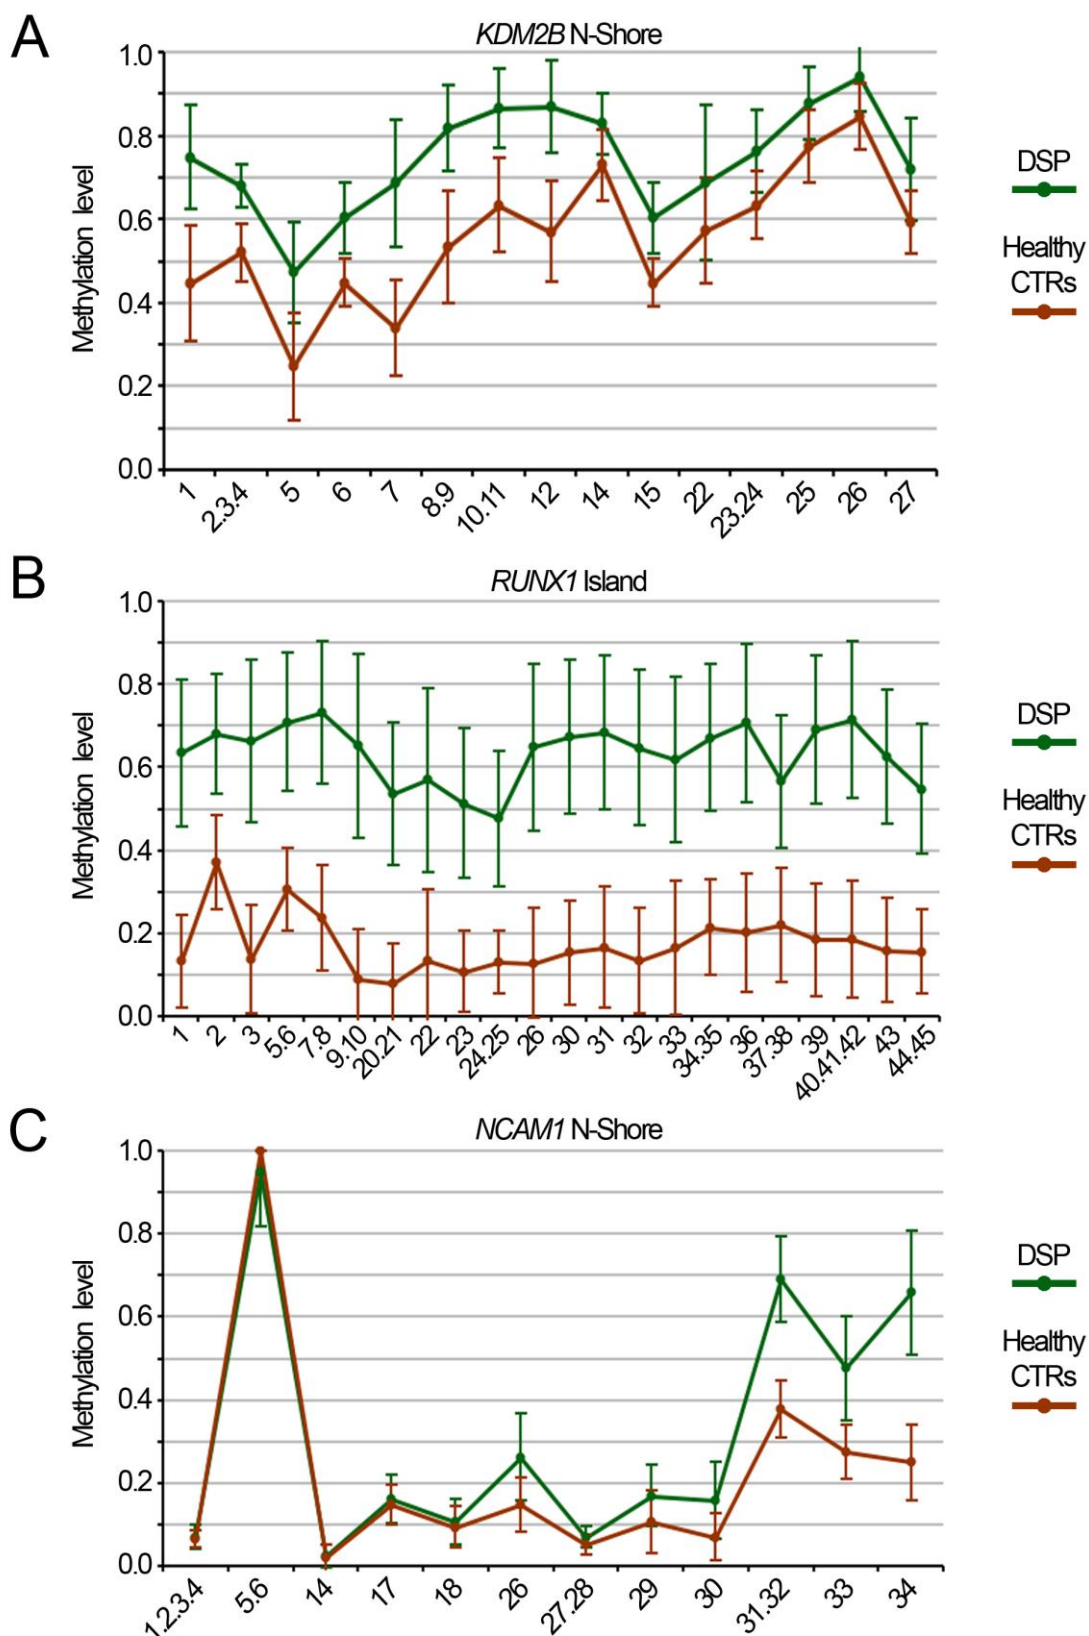 A
KDM2B N-Shore
Methylation level
1.0
0.8
0.6
0.4
0.2
0.0
1 2.3.4 5 6 7 8.9 10.11 12 14 15 22 23.24 25 26 27
DSP
Healthy
CTRs
B
RUNX1 Island
Methylation level
1.0
0.8
0.6
0.4
0.2
0.0
1 2 3 5.6 7.8 9.10 20.21 22 23 24.25 26 30 31 32 33 34.35 36 37.38 39 40.41.42 43 44.45
DSP
Healthy
CTRs
C
NCAM1 N-Shore
Methylation level
1.0
0.8
0.6
0.4
0.2
0.0
1.2.3.4 5.6 14 17 18 26 27.28 29 30 31.32 33 34
DSP
Healthy
CTRs